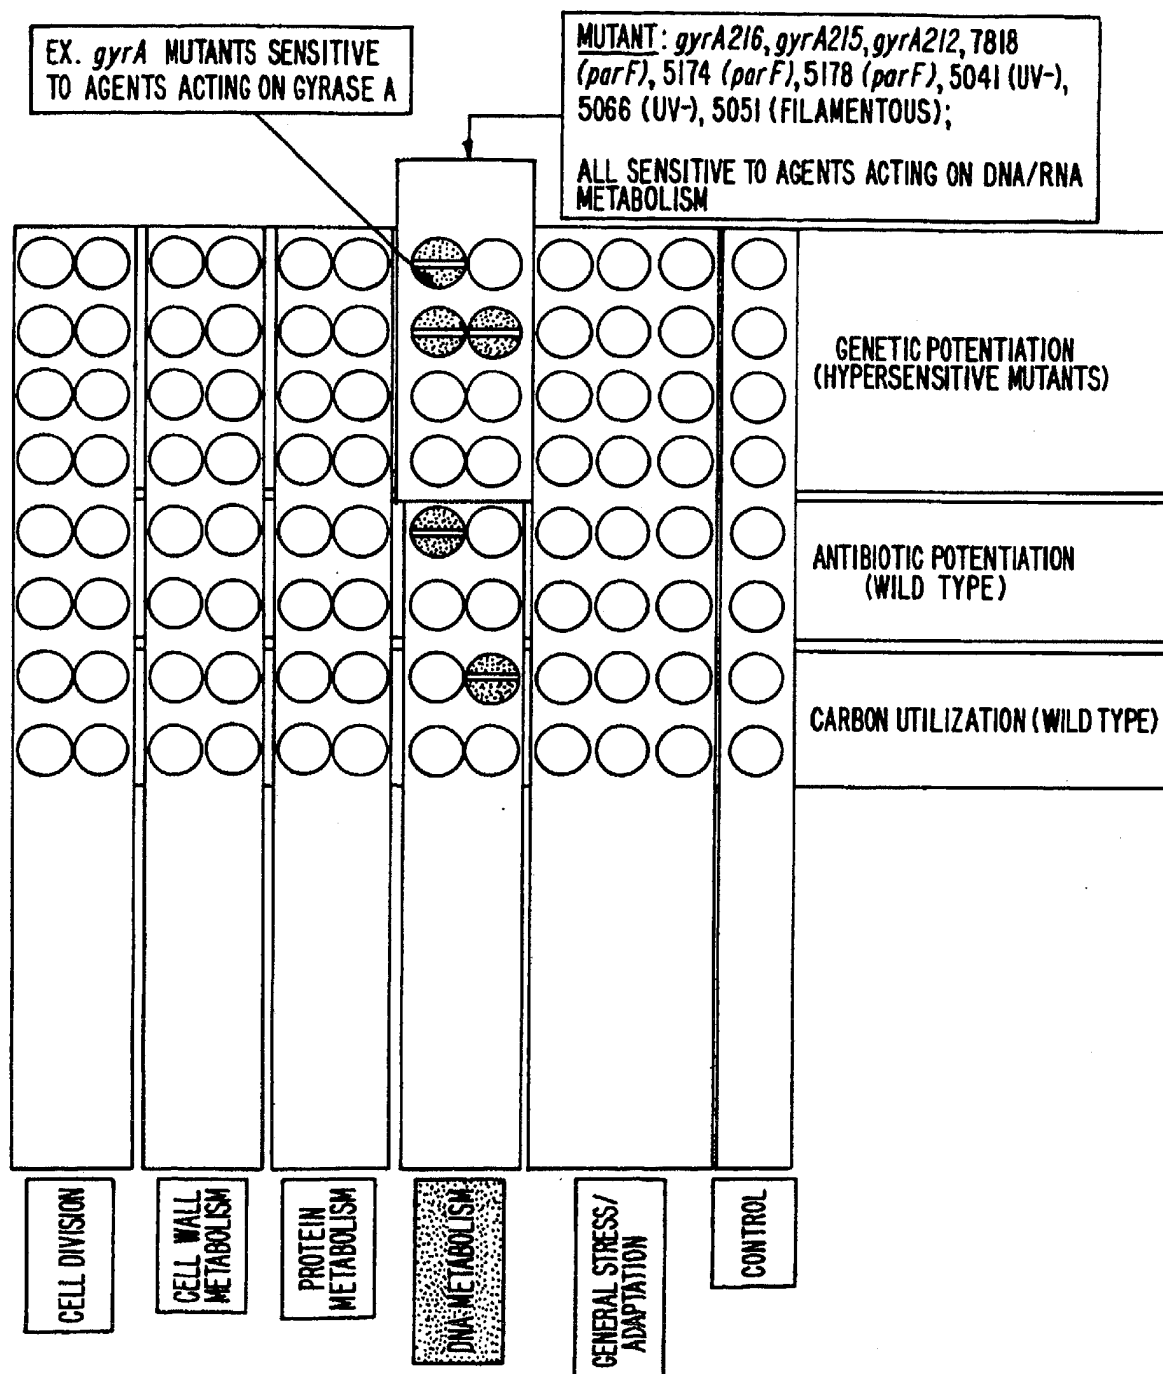 EX. gyrA MUTANTS SENSITIVE
TO AGENTS ACTING ON GYRASE A
MUTANT: gyrA216, gyrA215, gyrA212, 7818
(parF), 5174 (parF), 5178 (parF), 5041 (UV-),
5066 (UV-), 5051 (FILAMENTOUS);
ALL SENSITIVE TO AGENTS ACTING ON DNA/RNA
METABOLISM
GENETIC POTENTIATION
(HYPERSENSITIVE MUTANTS)
ANTIBIOTIC POTENTIATION
(WILD TYPE)
CARBON UTILIZATION (WILD TYPE)
CELL DIVISION
CELL WALL
METABOLISM
PROTEIN
METABOLISM
DNA METABOLISM
GENERAL STRESS/
ADAPTATION
CONTROL